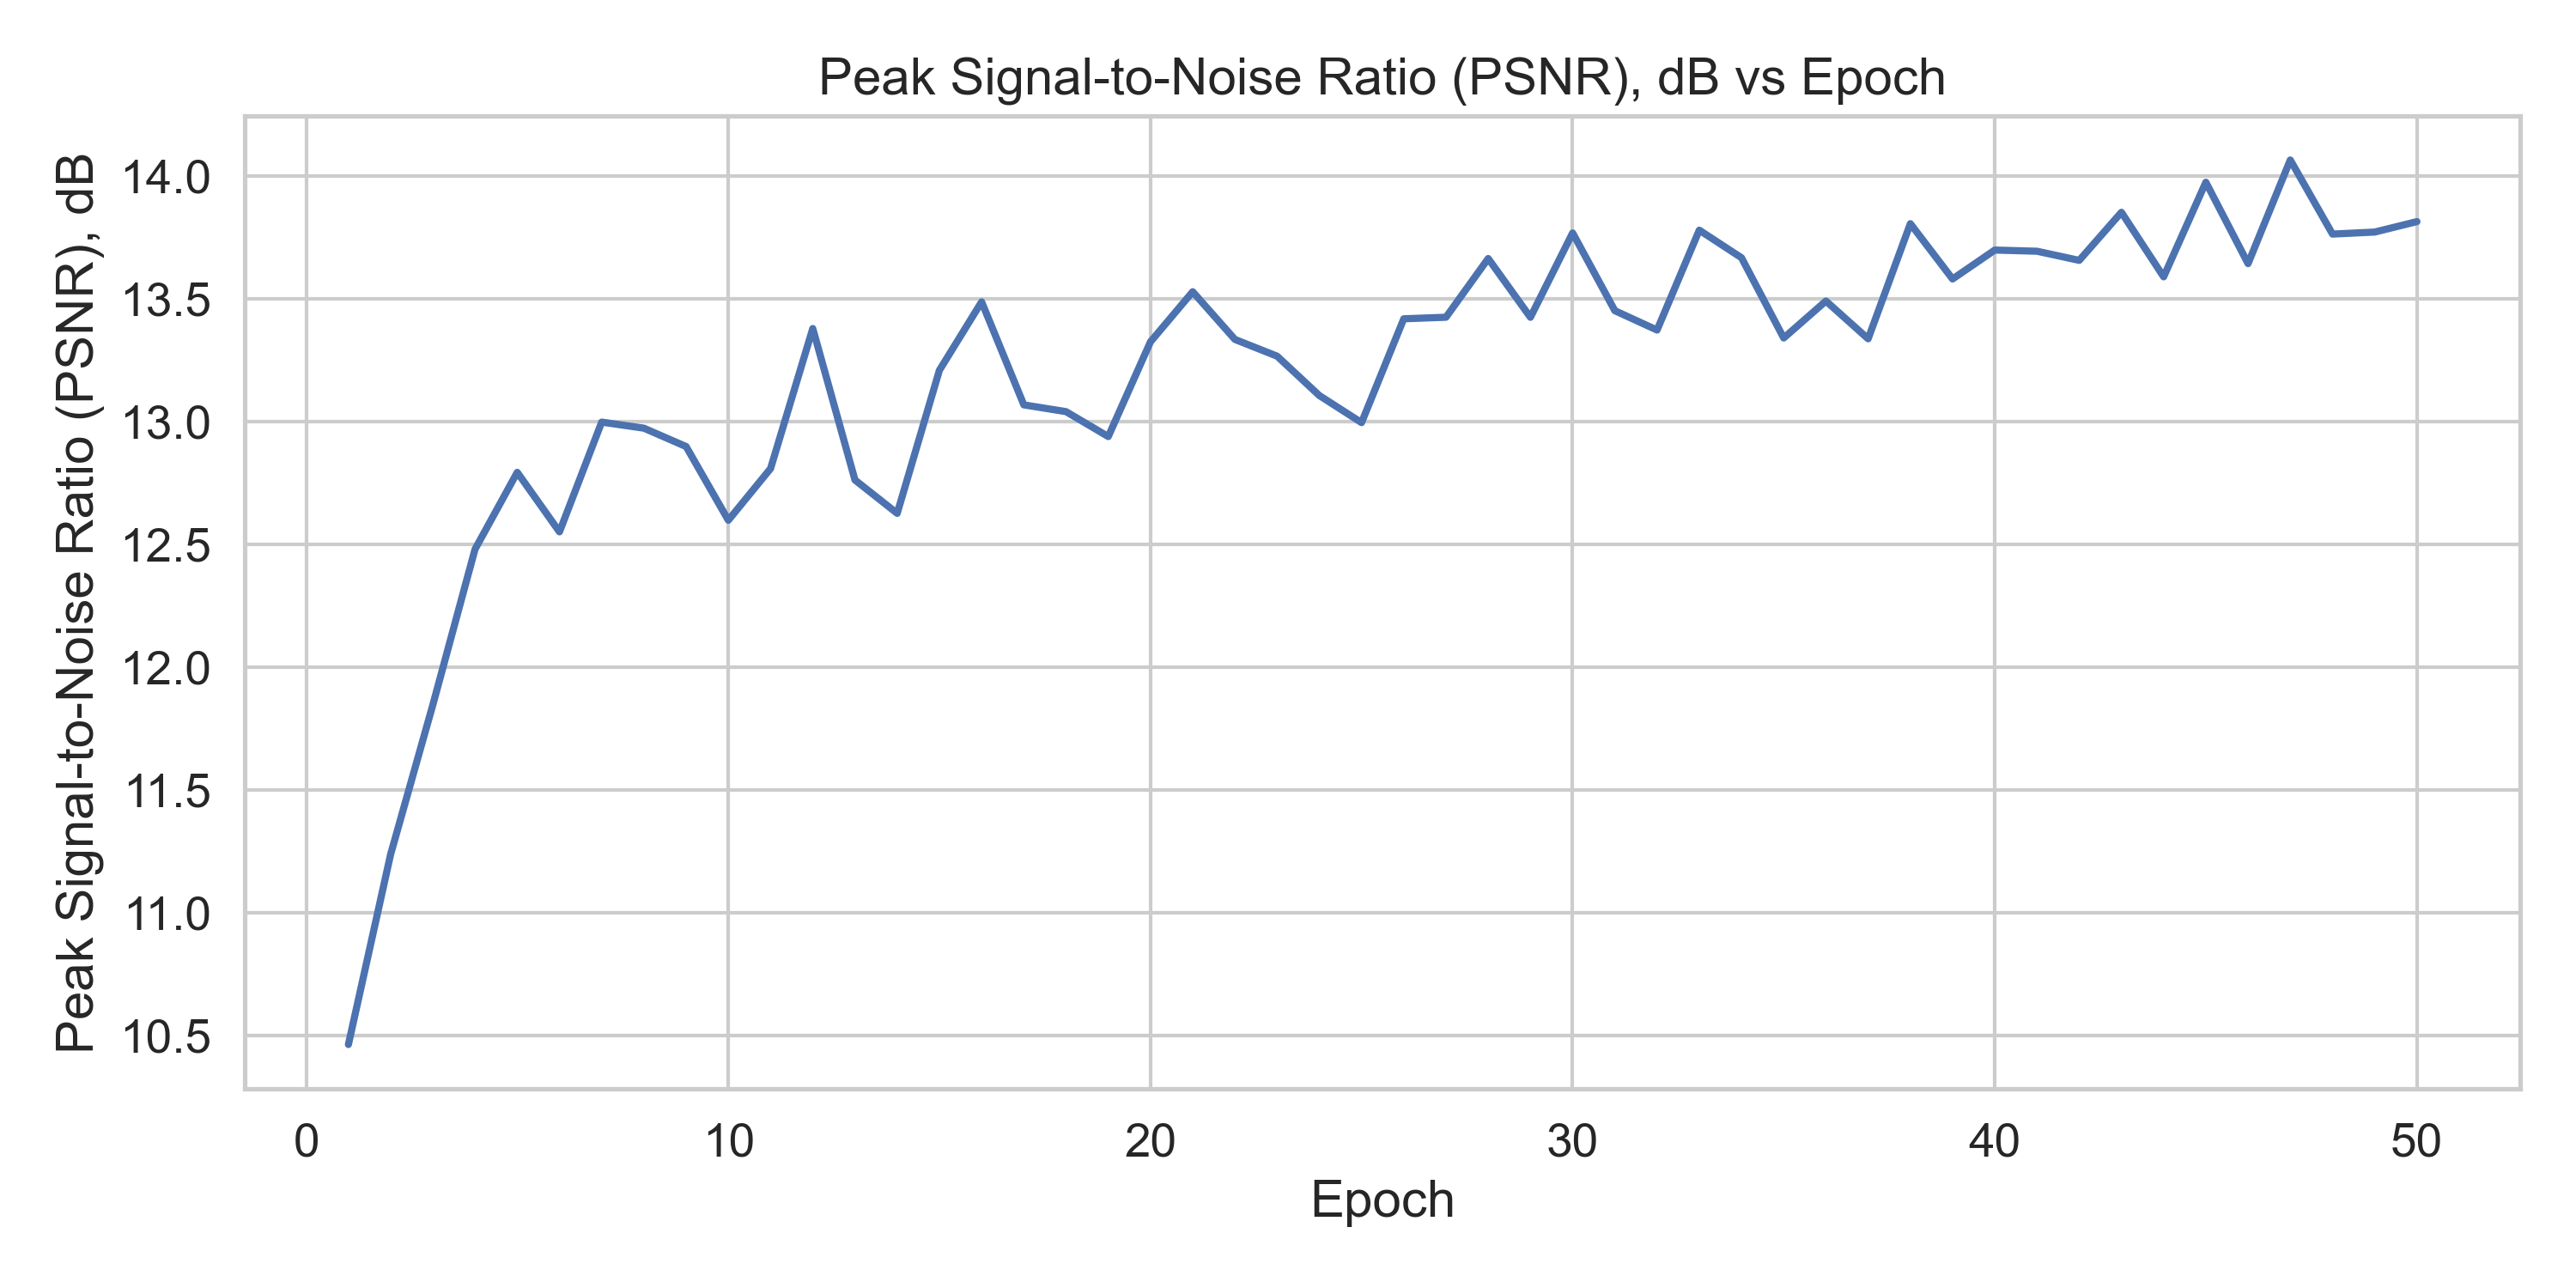 Peak Signal-to-Noise Ratio (PSNR), dB vs Epoch
Peak Signal-to-Noise Ratio (PSNR), dB
14.0
13.5
13.0
12.5
12.0
11.5
11.0
10.5
0 10 20 30 40 50
Epoch